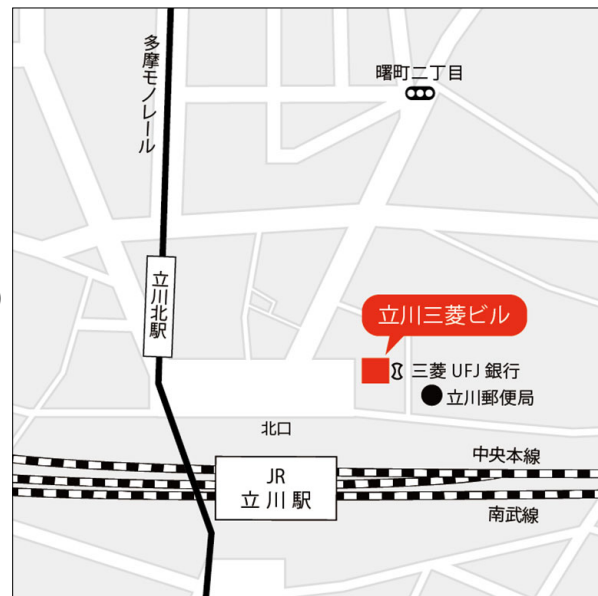 多摩モノレール
曙町二丁目
立川北駅
立川三菱ビル
三菱 UFJ 銀行
立川郵便局
北口
中央本線
JR
立川駅
南武線